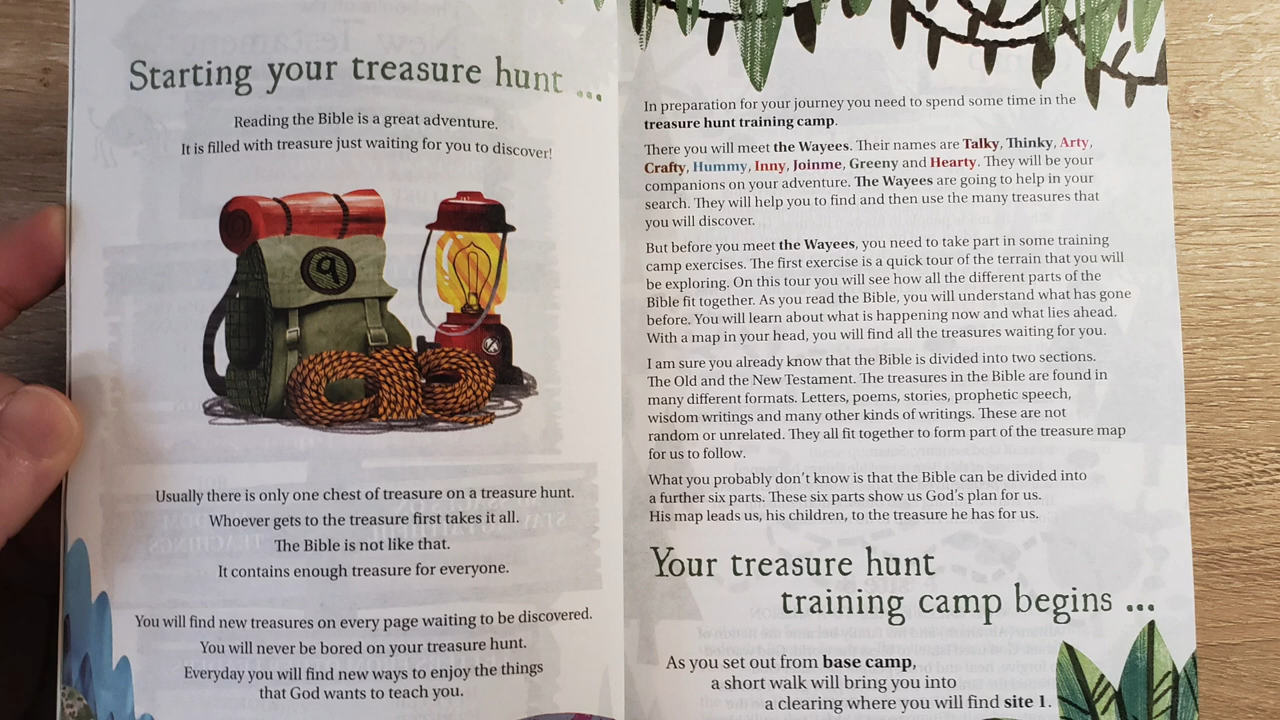 Starting your treasure hunt ...
Reading the Bible is a great adventure.
It is filled with treasure just waiting for you to discover!
Usually there is only one chest of treasure on a treasure hunt.
Whoever gets to the treasure first takes it all.
The Bible is not like that.
It contains enough treasure for everyone.
You will find new treasures on every page waiting to be discovered.
You will never be bored on your treasure hunt.
Everyday you will find new ways to enjoy the things
that God wants to teach you.
In preparation for your journey you need to spend some time in the
treasure hunt training camp.
There you will meet the Wayees. Their names are Talky, Thinky, Arty,
Crafty, Hummy, Inny, Joinme, Greeny and Hearty. They will be your
companions on your adventure. The Wayees are going to help in your
search. They will help you to find and then use the many treasures that
you will discover.
But before you meet the Wayees, you need to take part in some training
camp exercises. The first exercise is a quick tour of the terrain that you will
be exploring. On this tour you will see how all the different parts of the
Bible fit together. As you read the Bible, you will understand what has gone
before. You will learn about what is happening now and what lies ahead.
With a map in your head, you will find all the treasures waiting for you.
I am sure you already know that the Bible is divided into two sections.
The Old and the New Testament. The treasures in the Bible are found in
many different formats. Letters, poems, stories, prophetic speech,
wisdom writings and many other kinds of writings. These are not
random or unrelated. They all fit together to form part of the treasure map
for us to follow.
What you probably don't know is that the Bible can be divided into
a further six parts. These six parts show us God's plan for us.
His map leads us, his children, to the treasure he has for us.
Your treasure hunt
training camp begins ...
As you set out from base camp,
a short walk will bring you into
a clearing where you will find site 1.